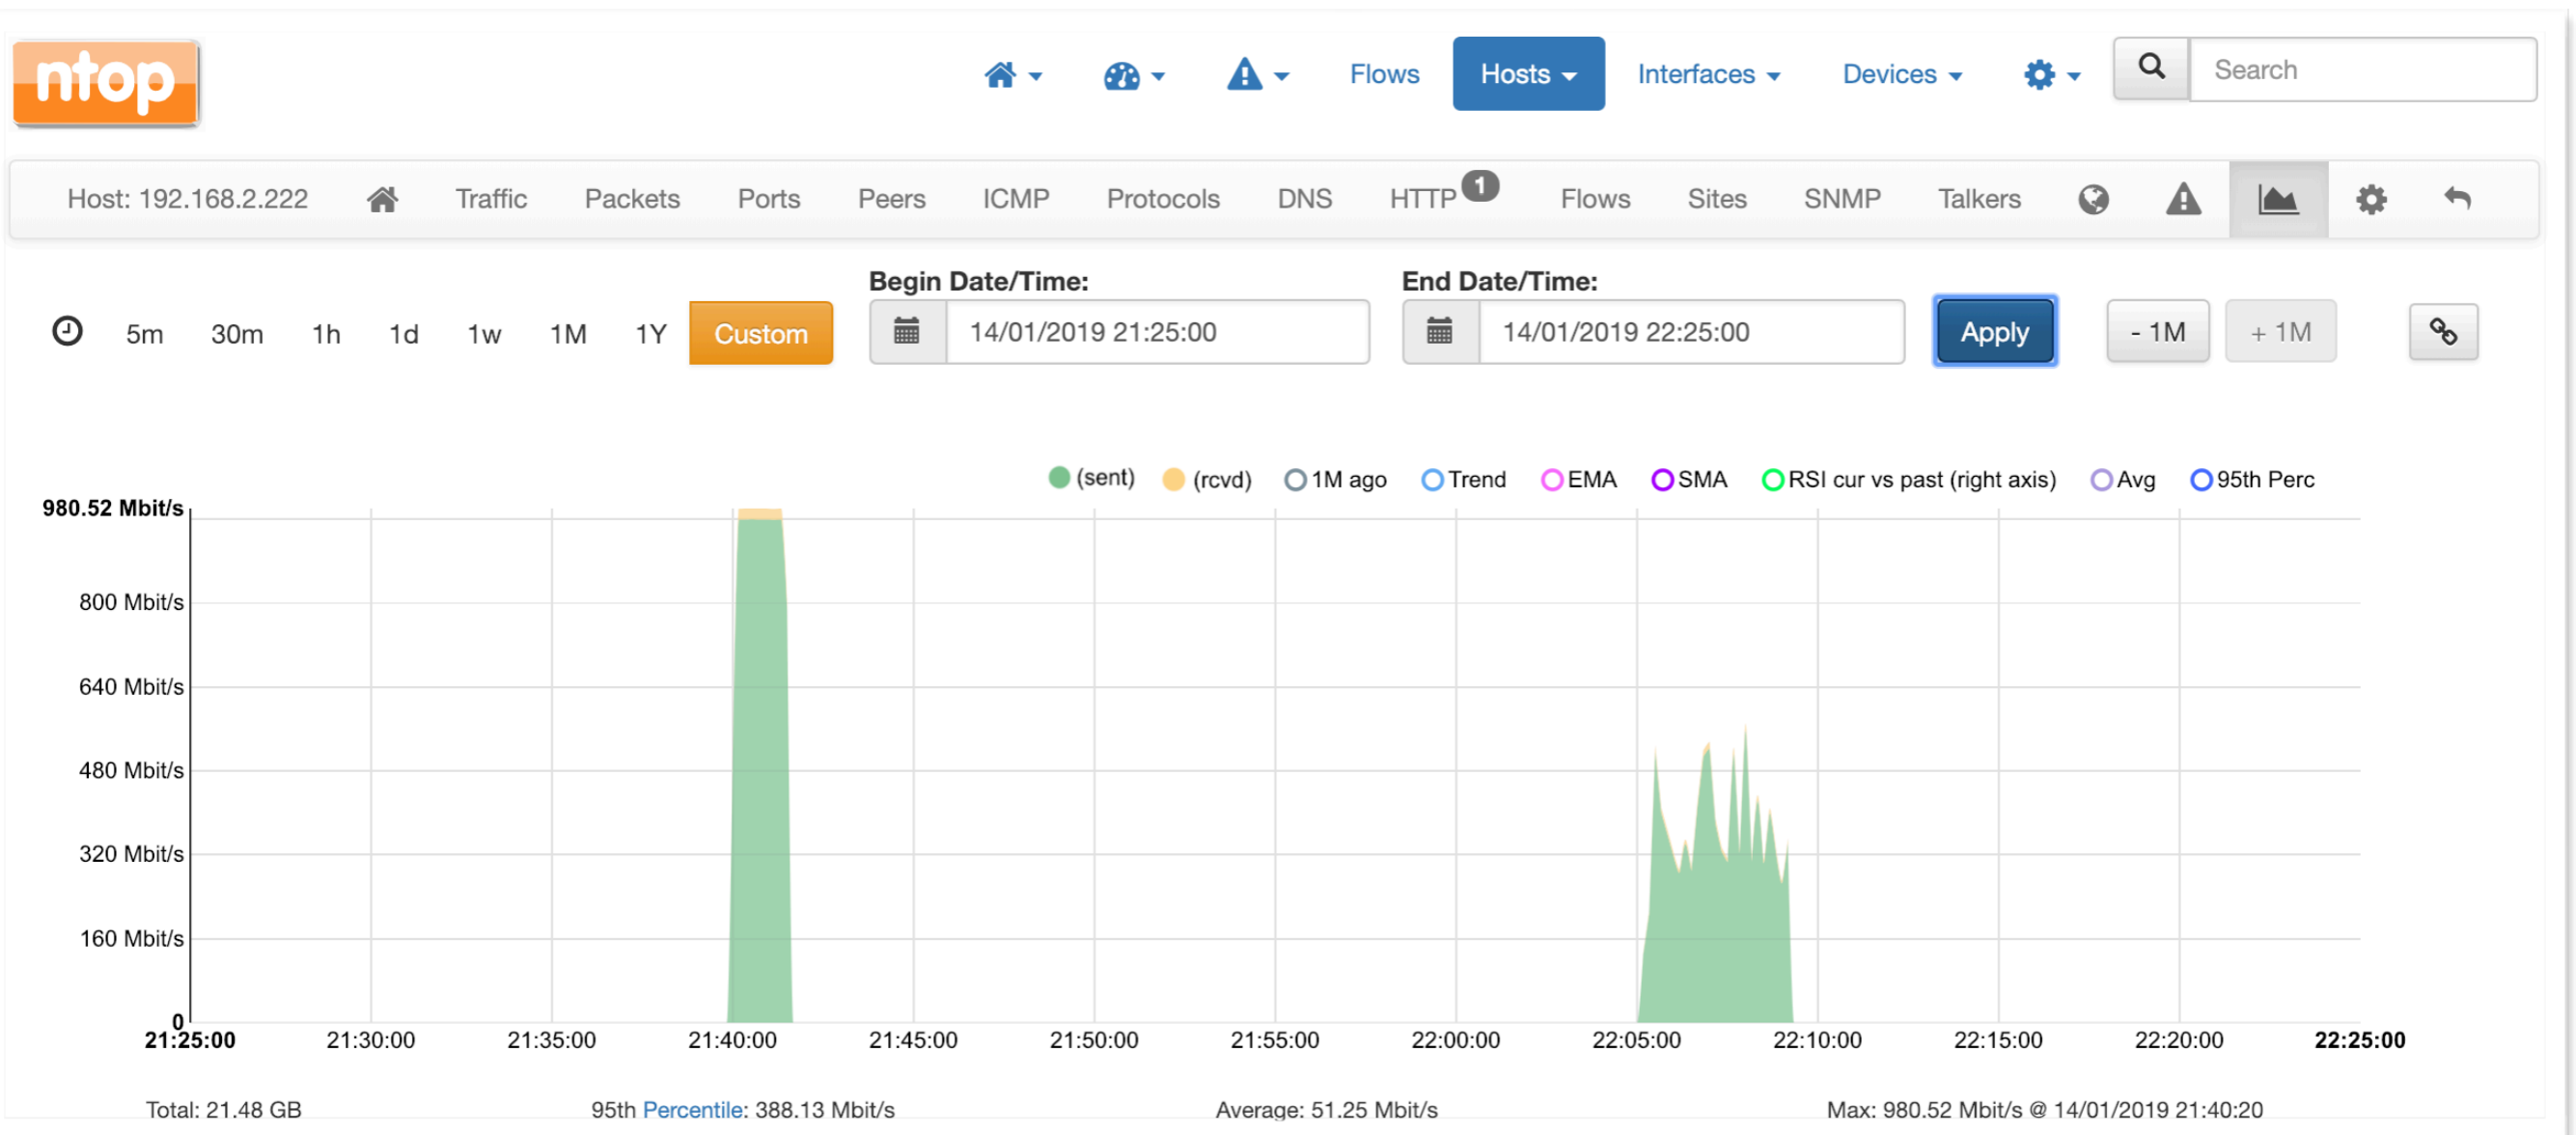 ntop
Flows Hosts Interfaces Devices Search
Host: 192.168.2.222 Traffic Packets Ports Peers ICMP Protocols DNS HTTP 1 Flows Sites SNMP Talkers
Begin Date/Time: End Date/Time:
5m 30m 1h 1d 1w 1M 1Y Custom 14/01/2019 21:25:00 14/01/2019 22:25:00 Apply - 1M + 1M
(sent) (rcvd) 1M ago Trend EMA SMA RSI cur vs past (right axis) Avg 95th Perc
980.52 Mbit/s
800 Mbit/s
640 Mbit/s
480 Mbit/s
320 Mbit/s
160 Mbit/s
0
21:25:00 21:30:00 21:35:00 21:40:00 21:45:00 21:50:00 21:55:00 22:00:00 22:05:00 22:10:00 22:15:00 22:20:00 22:25:00
Total: 21.48 GB 95th Percentile: 388.13 Mbit/s Average: 51.25 Mbit/s Max: 980.52 Mbit/s @ 14/01/2019 21:40:20